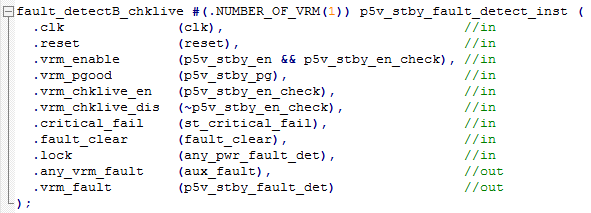 fault_detectB_chklive #(.NUMBER_OF_VRM(1)) p5v_stby_fault_detect_inst (
.clk (clk), //in
.reset (reset), //in
.vrm_enable (p5v_stby_en && p5v_stby_en_check), //in
.vrm_pgood (p5v_stby_pg), //in
.vrm_chklive_en (p5v_stby_en_check), //in
.vrm_chklive_dis (~p5v_stby_en_check), //in
.critical_fail (st_critical_fail), //in
.fault_clear (fault_clear), //in
.lock (any_pwr_fault_det), //in
.any_vrm_fault (aux_fault), //out
.vrm_fault (p5v_stby_fault_det) //out
);